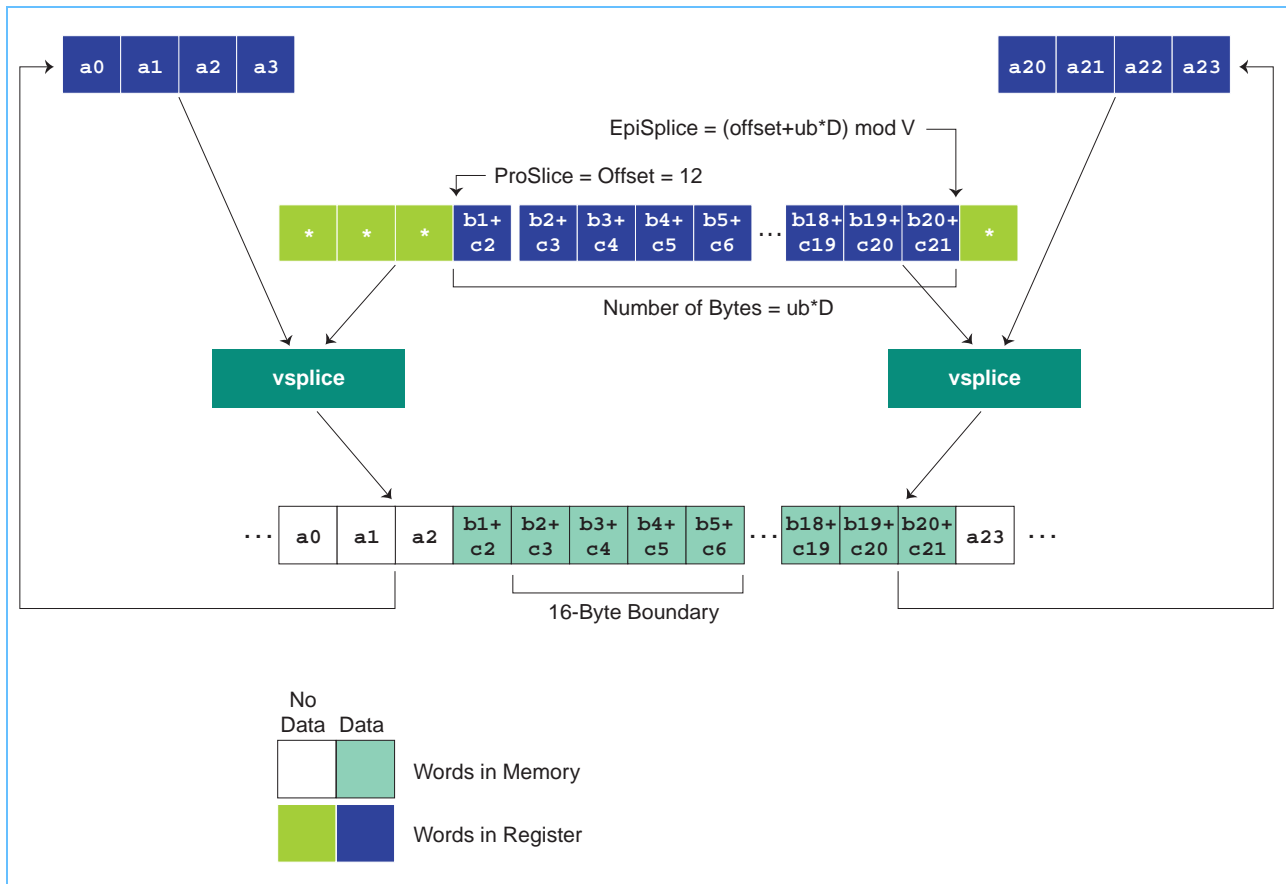 a0 a1 a2 a3
a20 a21 a22 a23
EpiSplice = (offset+ub*D) mod V
ProSlice = Offset = 12
* * * b1+ b2+ b3+ b4+ b5+ ... b18+ b19+ b20+ *
c2 c3 c4 c5 c6 c19 c20 c21
Number of Bytes = ub*D
vsplice
vsplice
... a0 a1 a2 b1+ b2+ b3+ b4+ b5+ ... b18+ b19+ b20+ a23 ...
c2 c3 c4 c5 c6 c19 c20 c21
16-Byte Boundary
No
Data Data
Words in Memory
Words in Register